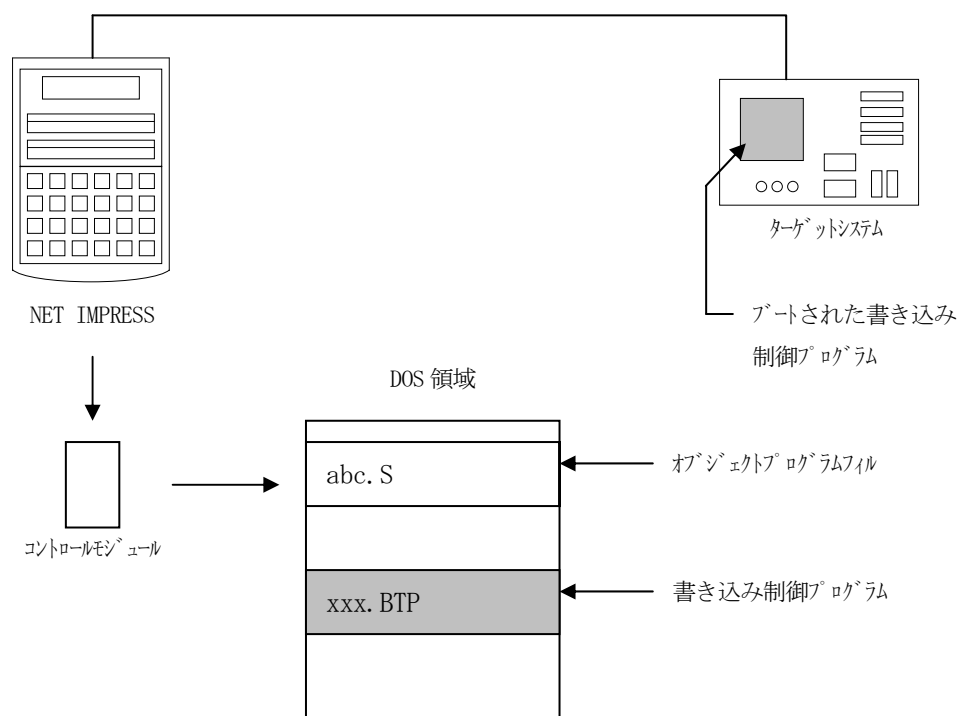 ﾀｰｹﾞｯﾄｼｽﾃﾑ
NET IMPRESS
ﾌﾞｰﾄされた書き込み
制御ﾌﾟﾛｸﾞﾗﾑ
DOS 領域
abc.S
ｵﾌﾞｼﾞｪｸﾄﾌﾟﾛｸﾞﾗﾑﾌｧｲﾙ
ｺﾝﾄﾛｰﾙﾓｼﾞｭｰﾙ
xxx.BTP
書き込み制御ﾌﾟﾛｸﾞﾗﾑ